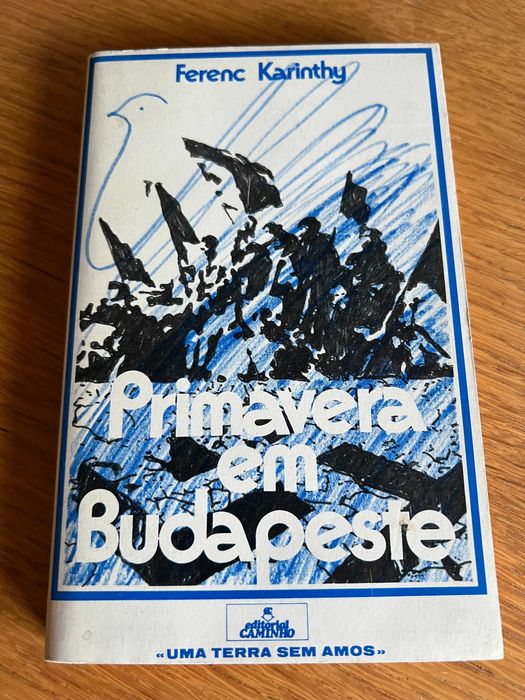 Ferenc Karinthy
Primavera
em
Budapeste
editorial
CAMINHO
«UMA TERRA SEM AMOS»